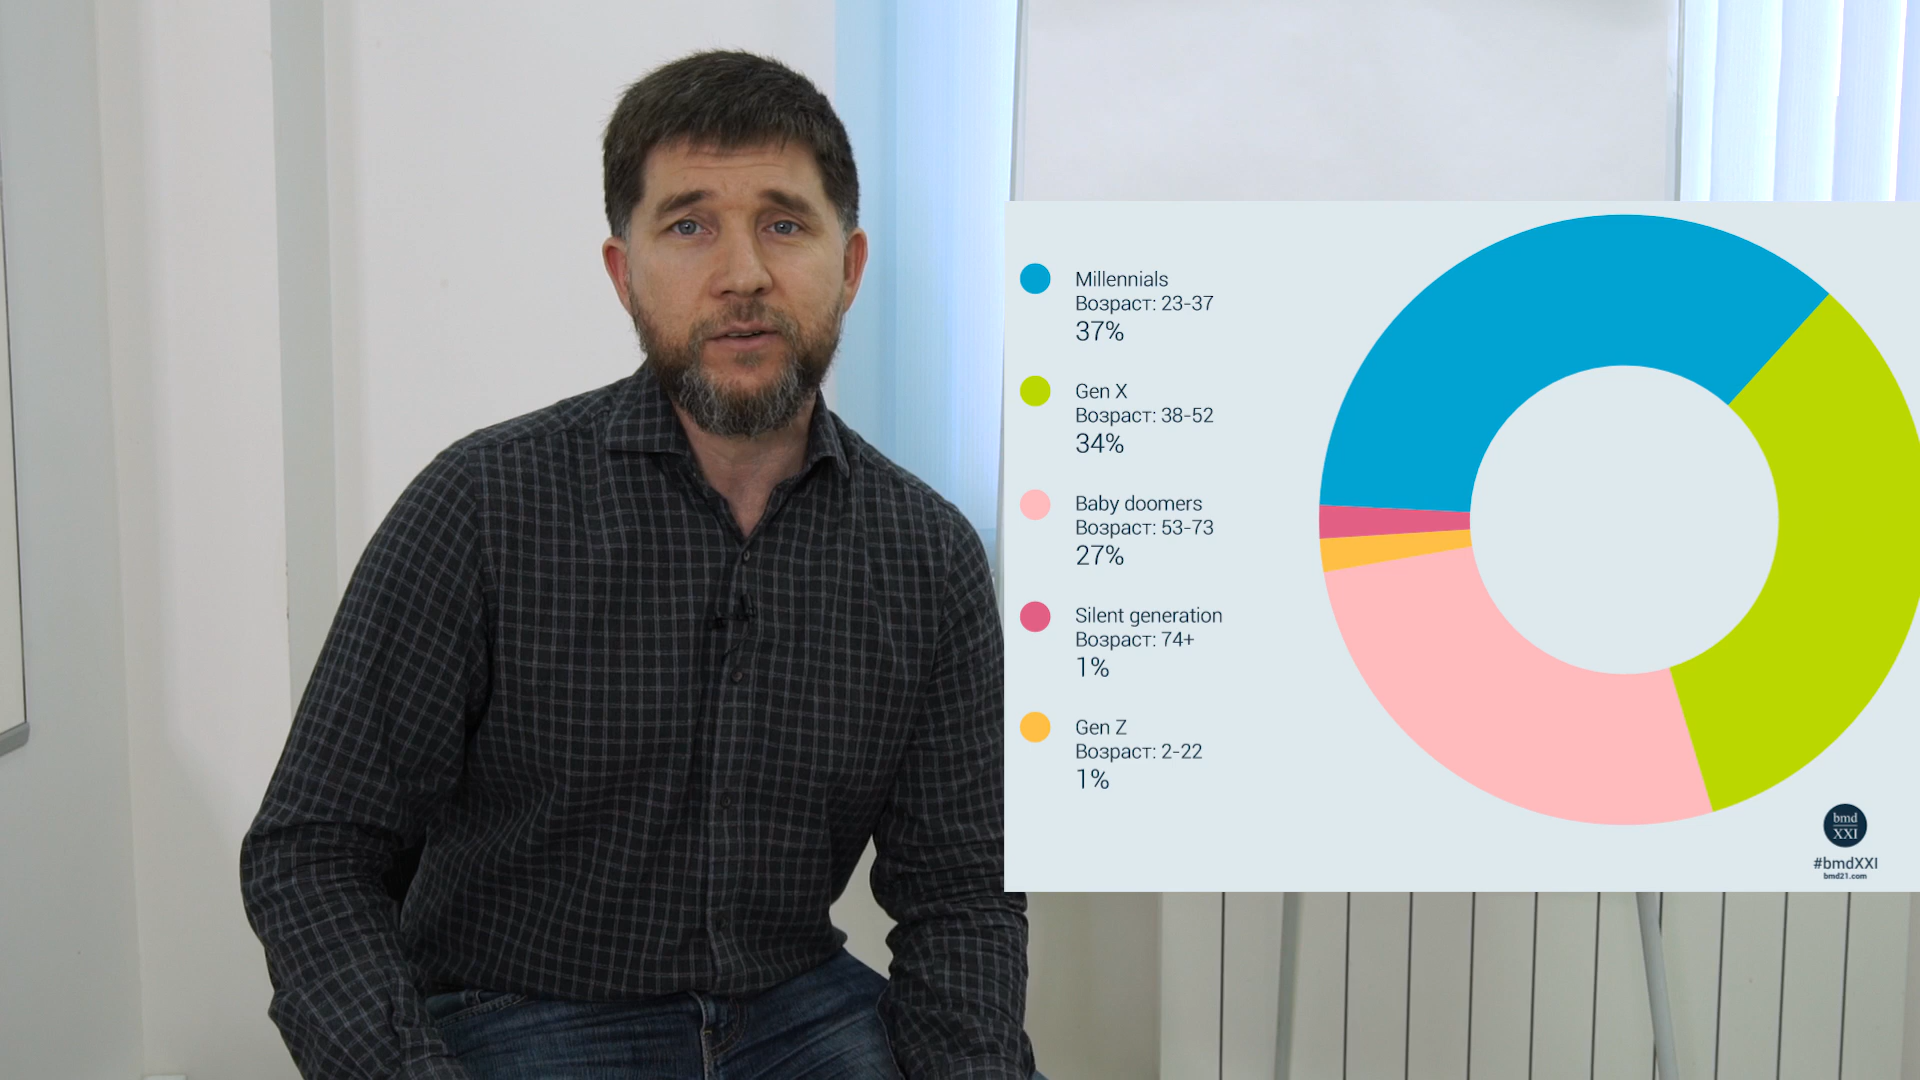 Millennials
Возраст: 23-37
37%
Gen X
Возраст: 38-52
34%
Baby doomers
Возраст: 53-73
27%
Silent generation
Возраст: 74+
1%
Gen Z
Возраст: 2-22
1%
bmd
XXI
#bmdXXI
bmd21.com